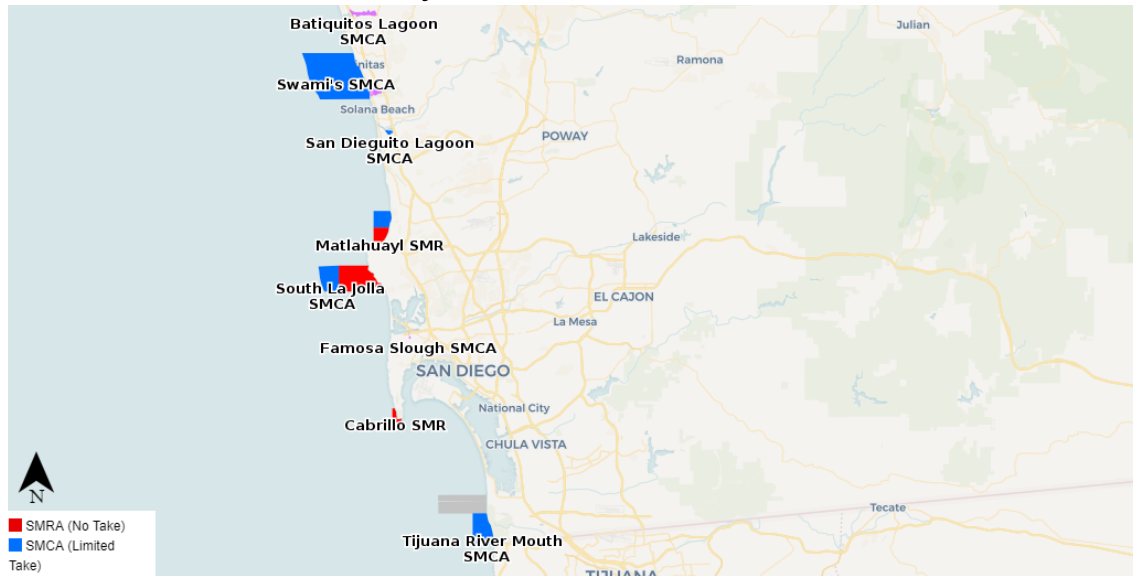 Batiquitos Lagoon
SMCA
Julian
nitas
Ramona
Swami's SMCA
Solana Beach
POWAY
San Dieguito Lagoon
SMCA
Lakeside
Matlahuayl SMR
South La Jolla
SMCA
EL CAJON
La Mesa
Famosa Slough SMCA
SAN DIEGO
National City
Cabrillo SMR
CHULA VISTA
N
Tecate
SMRA (No Take)
SMCA (Limited
Take)
Tijuana River Mouth
SMCA
TIJUANA